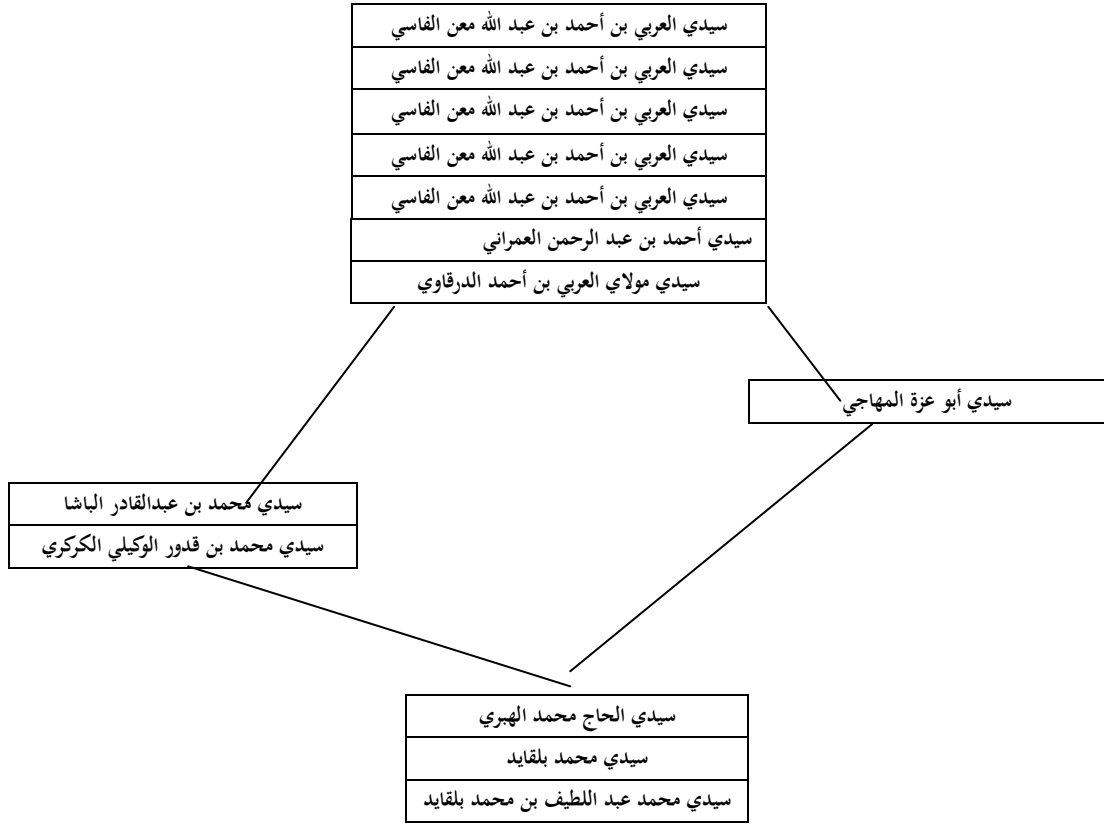 سيدي العربي بن أحمد بن عبد الله معن الفاسي
سيدي العربي بن أحمد بن عبد الله معن الفاسي
سيدي العربي بن أحمد بن عبد الله معن الفاسي
سيدي العربي بن أحمد بن عبد الله معن الفاسي
سيدي العربي بن أحمد بن عبد الله معن الفاسي
سيدي أحمد بن عبد الرحمن العمراني
سيدي مولاي العربي بن أحمد الدرقاوي
سيدي أبو عزة المهاجي
سيدي محمد بن عبدالقادر الباشا
سيدي محمد بن قدور الوكيلي الكركري
سيدي الحاج محمد الهبري
سيدي محمد بلقايد
سيدي محمد عبد اللطيف بن محمد بلقايد